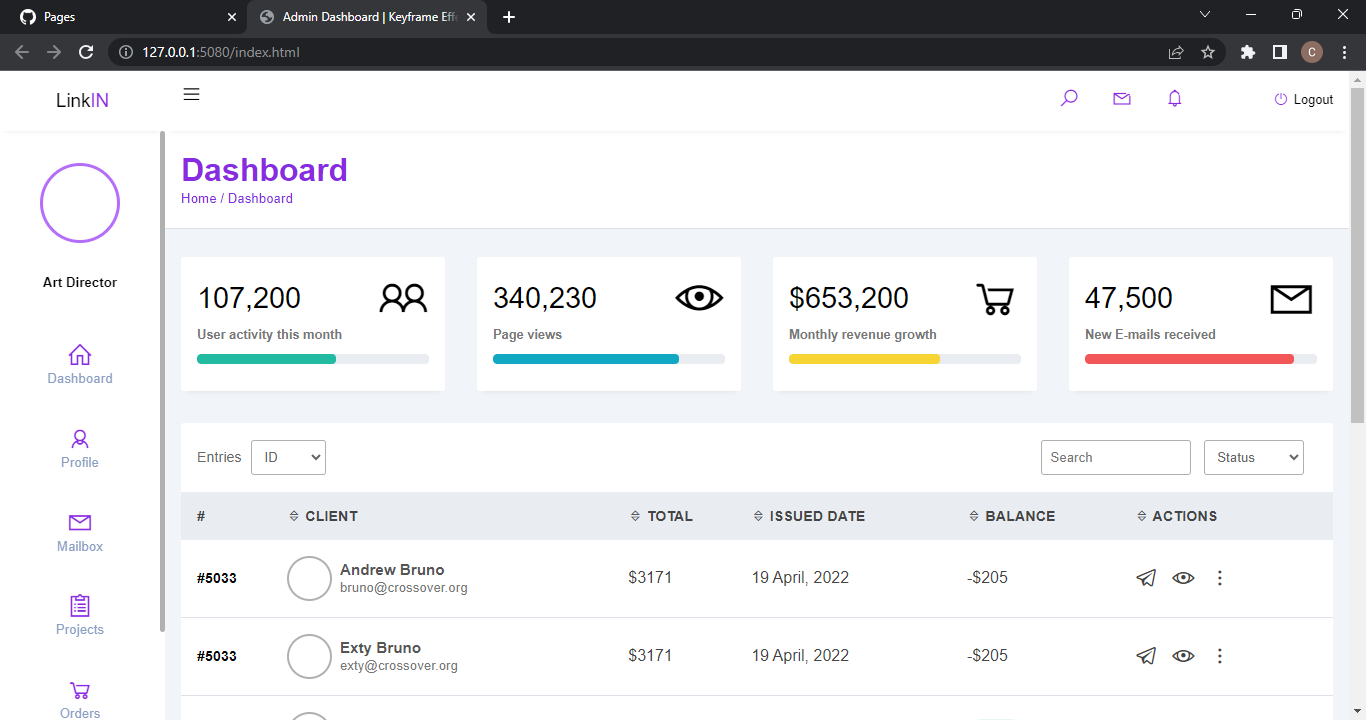 Pages
Admin Dashboard | Keyframe Eff
127.0.0.1:5080/index.html
C
LinkIN
Logout
Art Director
Dashboard
Profile
Mailbox
Projects
Orders
Dashboard
Home / Dashboard
107,200
User activity this month
340,230
Page views
$653,200
Monthly revenue growth
47,500
New E-mails received
Entries ID Search Status
# CLIENT TOTAL ISSUED DATE BALANCE ACTIONS
#5033 Andrew Bruno $3171 19 April, 2022 -$205
bruno@crossover.org
#5033 Exty Bruno $3171 19 April, 2022 -$205
exty@crossover.org